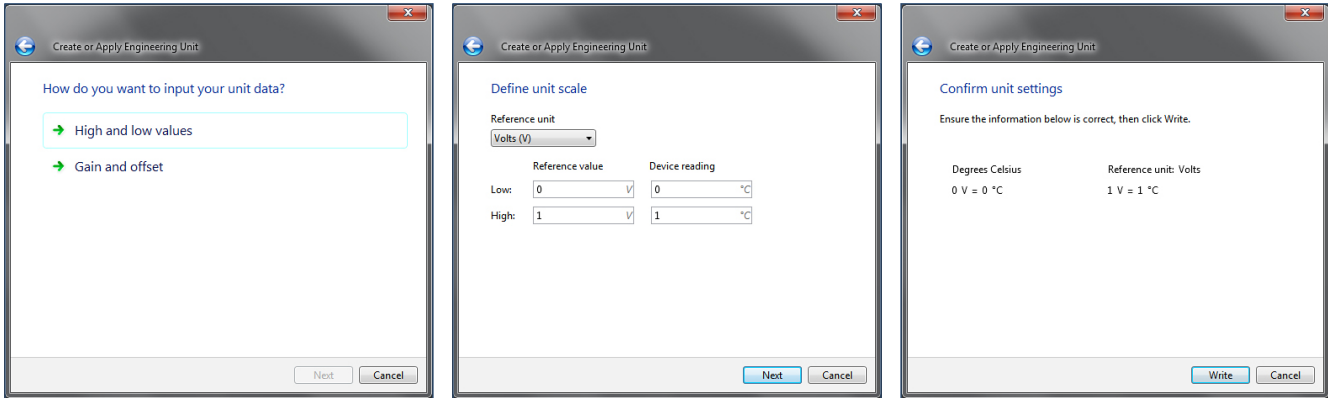 Create or Apply Engineering Unit
How do you want to input your unit data?
High and low values
Gain and offset
Next
Cancel
Create or Apply Engineering Unit
Define unit scale
Reference unit
Volts (V)
Reference value Device reading
Low: 0 V 0 °C
High: 1 V 1 °C
Next
Cancel
Create or Apply Engineering Unit
Confirm unit settings
Ensure the information below is correct, then click Write.
Degrees Celsius Reference unit: Volts
0 V = 0 °C 1 V = 1 °C
Write
Cancel